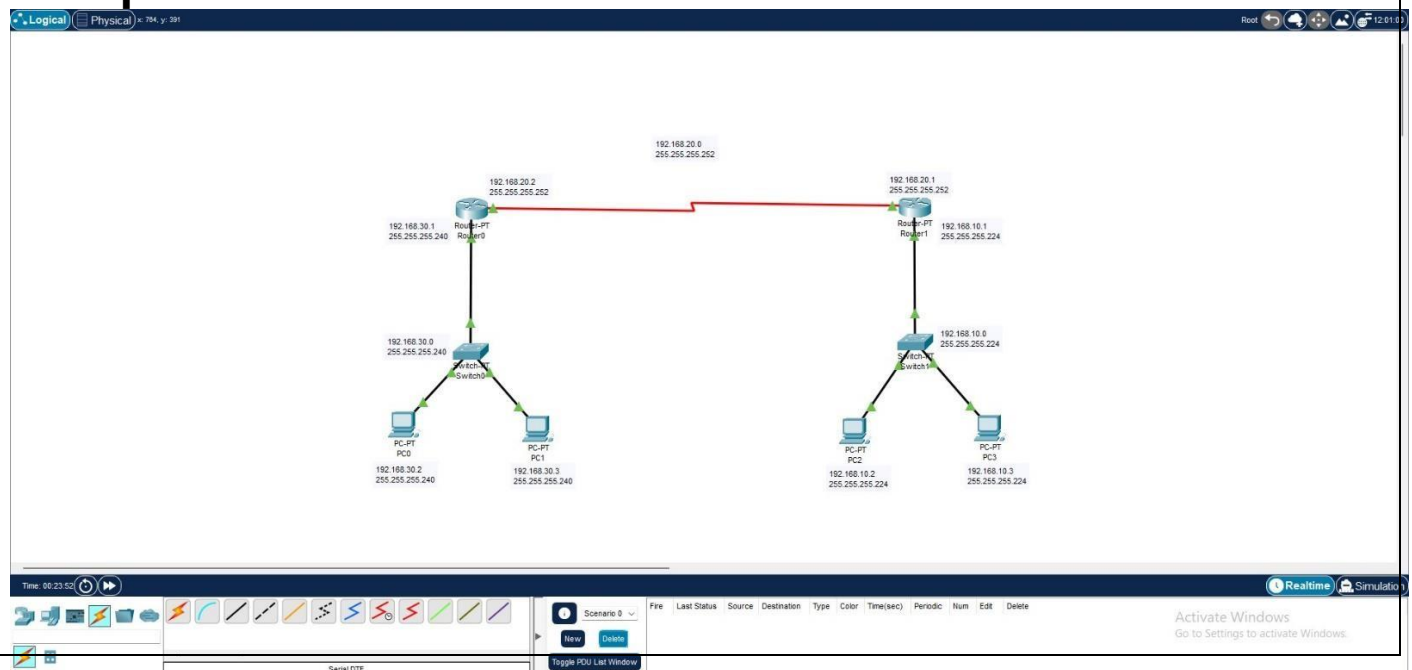 Logical Physical x: 764, y: 391
Root 12:01:00
192.168.20.0
255.255.255.252
192.168.20.2
255.255.255.252
192.168.20.1
255.255.255.252
192.168.30.1
255.255.255.240
Router-PT
Router0
Router-PT
Router1
192.168.10.1
255.255.255.224
192.168.30.0
255.255.255.240
Switch-PT
Switch0
192.168.10.0
255.255.255.224
Switch-PT
Switch1
PC-PT
PC0
192.168.30.2
255.255.255.240
PC-PT
PC1
192.168.30.3
255.255.255.240
PC-PT
PC2
192.168.10.2
255.255.255.224
PC-PT
PC3
192.168.10.3
255.255.255.224
Time: 00:23:52
Realtime Simulation
Scenario 0
New Delete
Toggle PDU List Window
Fire Last Status Source Destination Type Color Time(sec) Periodic Num Edit Delete
Activate Windows
Go to Settings to activate Windows.
Serial DTE